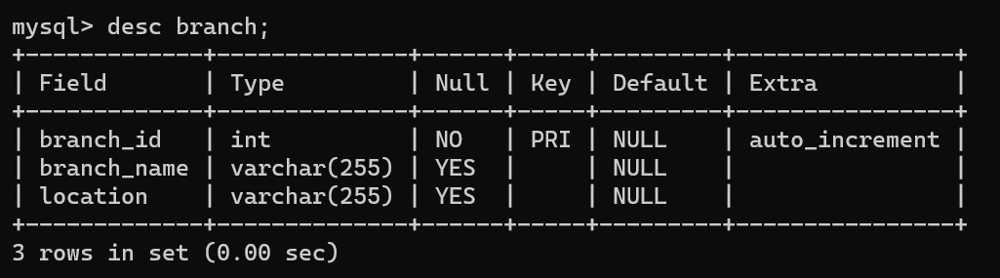 mysql> desc branch;
+-------------+--------------+------+-----+---------+----------------+
| Field       | Type         | Null | Key | Default | Extra          |
+-------------+--------------+------+-----+---------+----------------+
| branch_id   | int          | NO   | PRI | NULL    | auto_increment |
| branch_name | varchar(255) | YES  |     | NULL    |                |
| location    | varchar(255) | YES  |     | NULL    |                |
+-------------+--------------+------+-----+---------+----------------+
3 rows in set (0.00 sec)